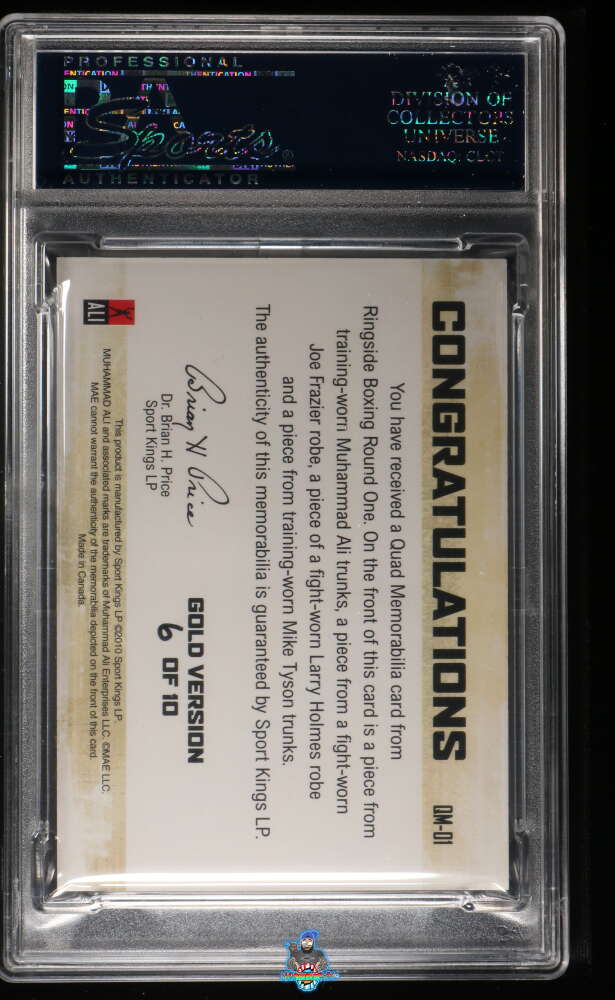 PROFESSIONAL
PSA
AUTHENTICATOR
DIVISION OF
COLLECTORS
UNIVERSE
NASDAQ: CLCT
CONGRATULATIONS
QM-01
You have received a Quad Memorabilia card from
Ringside Boxing Round One. On the front of this card is a piece from
training-worn Muhammad Ali trunks, a piece from a fight-worn
Joe Frazier robe, a piece of a fight-worn Larry Holmes robe
and a piece from training-worn Mike Tyson trunks.
The authenticity of this memorabilia is guaranteed by Sport Kings LP.
Brian H Price
Dr. Brian H. Price
Sport Kings LP
GOLD VERSION
6 OF 10
ALI
This product is manufactured by Sport Kings LP ©2010 Sport Kings LP.
MUHAMMAD ALI and associated marks are trademarks of Muhammad Ali Enterprises LLC. ©MAE LLC.
MAE cannot warrant the authenticity of the memorabilia depicted on the front of this card.
Made in Canada.